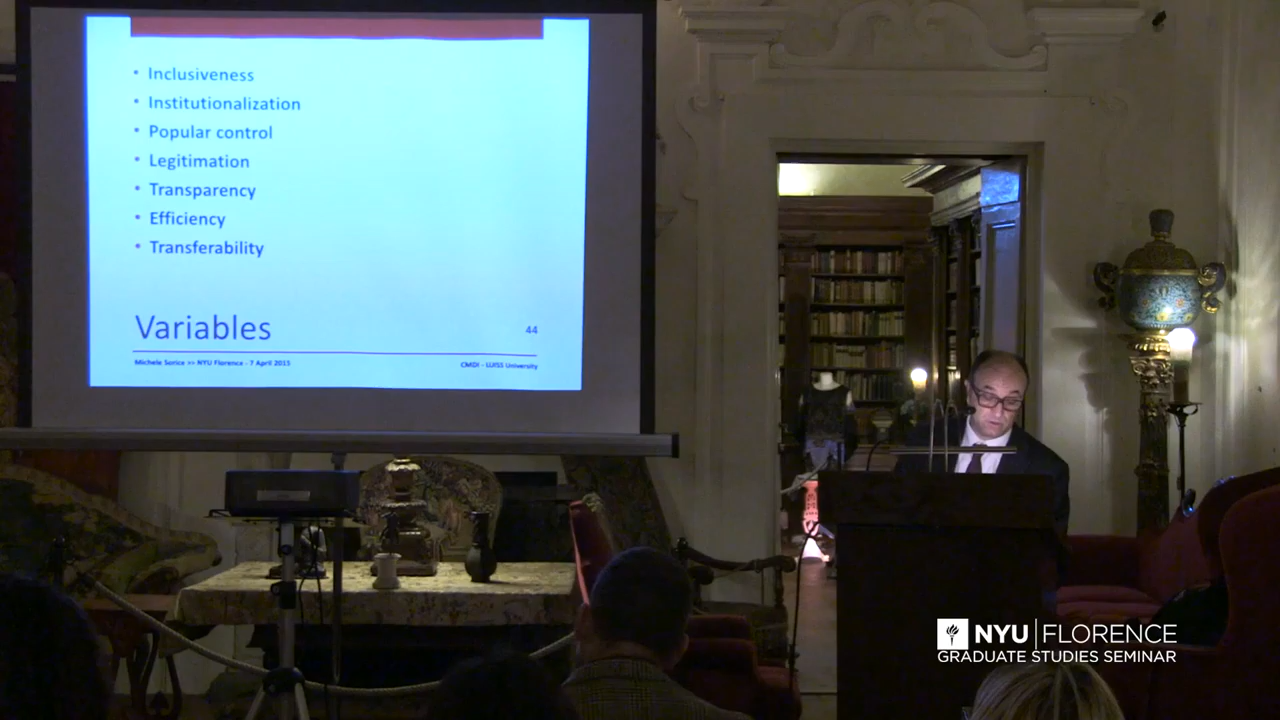 • Inclusiveness
• Institutionalization
• Popular control
• Legitimation
• Transparency
• Efficiency
• Transferability
Variables
44
Michele Sorice >> NYU Florence - 7 April 2015
CMDI - LUISS University
NYU | FLORENCE
GRADUATE STUDIES SEMINAR